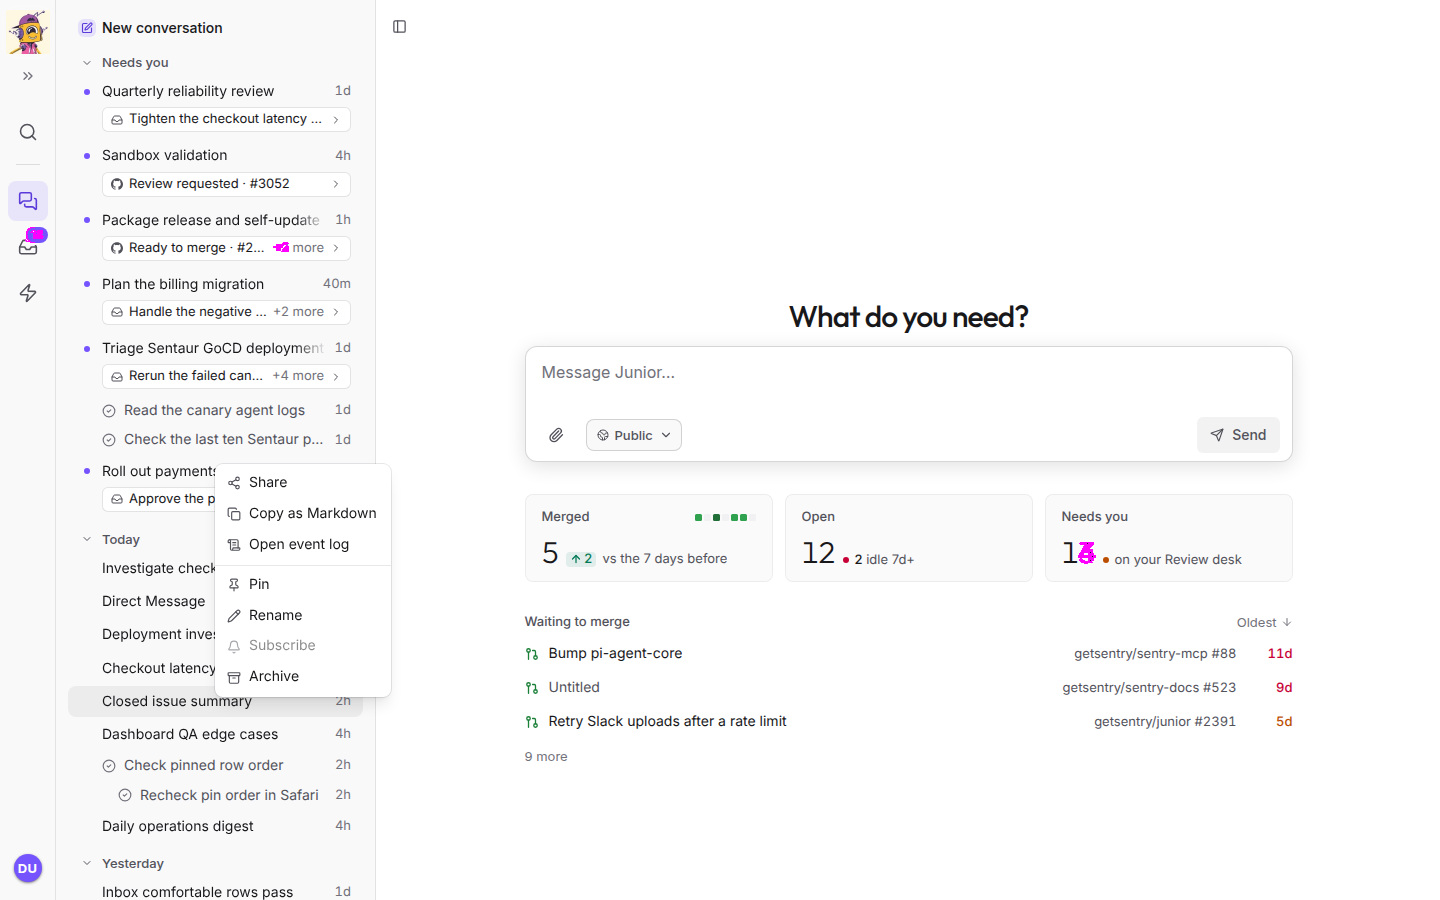 New conversation
Needs you
Quarterly reliability review 1d
Tighten the checkout latency ...
Sandbox validation 4h
Review requested · #3052
Package release and self-update 1h
Ready to merge · #2... more
Plan the billing migration 40m
Handle the negative ... +2 more
Triage Sentaur GoCD deployment 1d
Rerun the failed can... +4 more
Read the canary agent logs 1d
Check the last ten Sentaur p... 1d
Roll out payments
Approve the p
Share
Copy as Markdown
Open event log
Pin
Rename
Subscribe
Archive
Today
Investigate check
Direct Message
Deployment inves
Checkout latency
Closed issue summary 2h
Dashboard QA edge cases 4h
Check pinned row order 2h
Recheck pin order in Safari 2h
Daily operations digest 4h
Yesterday
Inbox comfortable rows pass 1d
DU
What do you need?
Message Junior...
Public
Send
Merged
5 2 vs the 7 days before
Open
12 2 idle 7d+
Needs you
on your Review desk
Waiting to merge Oldest
Bump pi-agent-core getsentry/sentry-mcp #88 11d
Untitled getsentry/sentry-docs #523 9d
Retry Slack uploads after a rate limit getsentry/junior #2391 5d
9 more